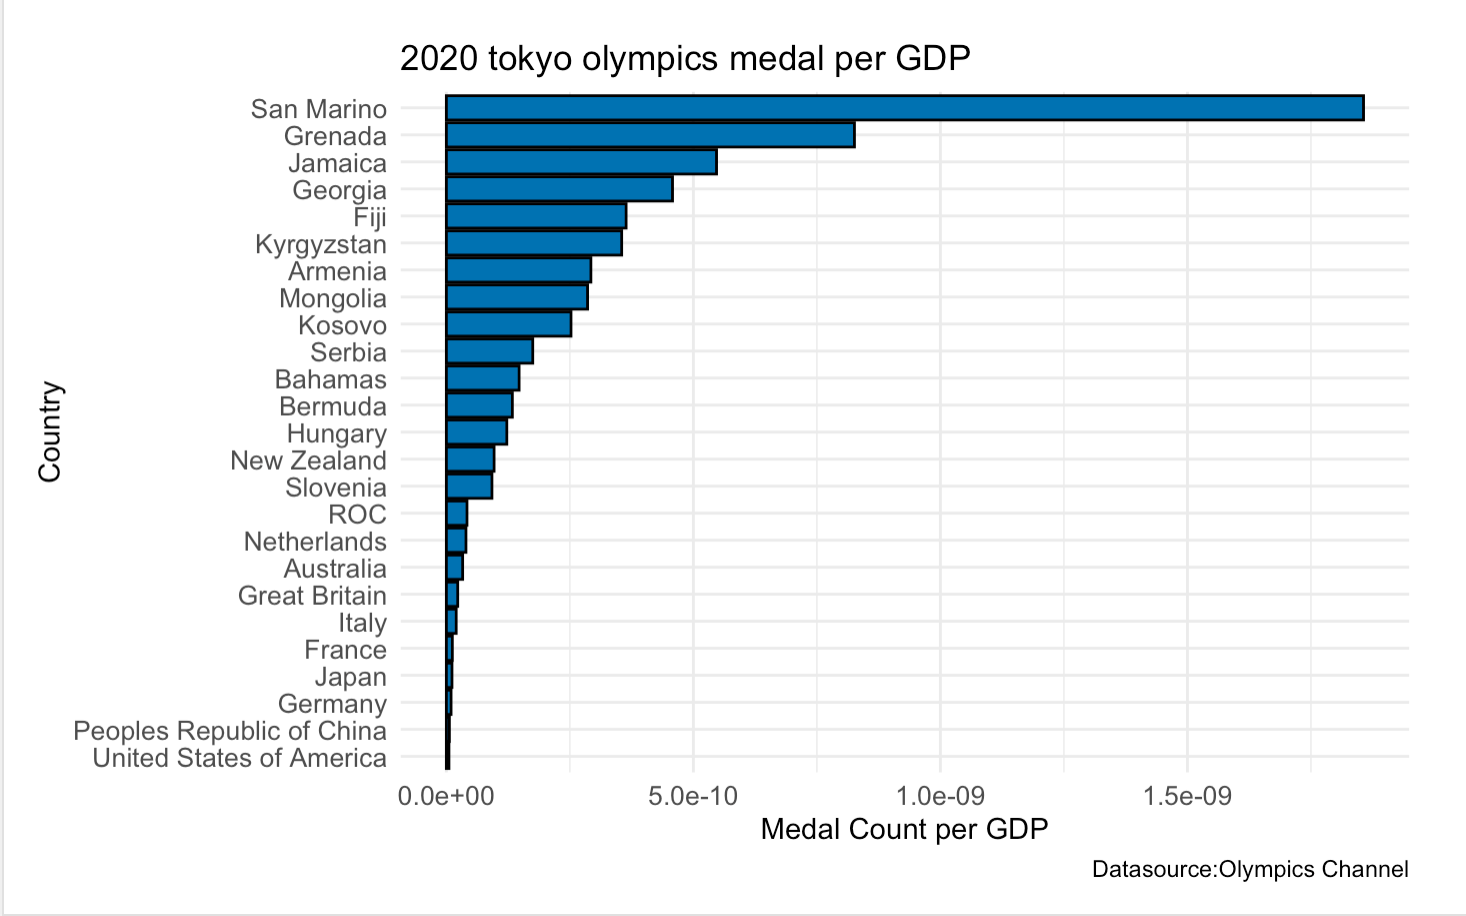 2020 tokyo olympics medal per GDP
San Marino
Grenada
Jamaica
Georgia
Fiji
Kyrgyzstan
Armenia
Mongolia
Kosovo
Serbia
Bahamas
Bermuda
Hungary
New Zealand
Slovenia
ROC
Netherlands
Australia
Great Britain
Italy
France
Japan
Germany
Peoples Republic of China
United States of America
Country
0.0e+00 5.0e-10 1.0e-09 1.5e-09
Medal Count per GDP
Datasource:Olympics Channel